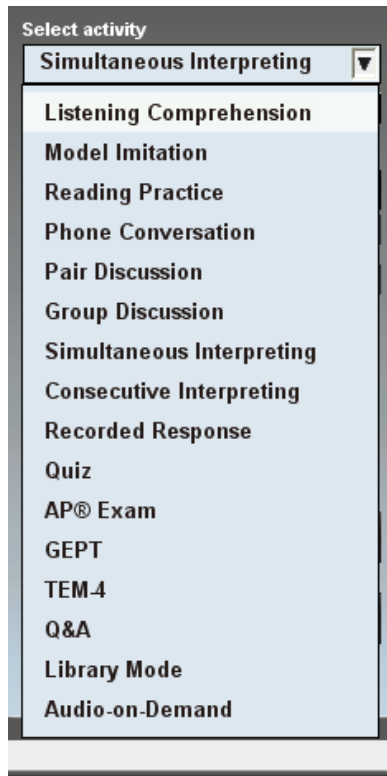 Select activity
Simultaneous Interpreting
Listening Comprehension
Model Imitation
Reading Practice
Phone Conversation
Pair Discussion
Group Discussion
Simultaneous Interpreting
Consecutive Interpreting
Recorded Response
Quiz
AP® Exam
GEPT
TEM-4
Q&A
Library Mode
Audio-on-Demand